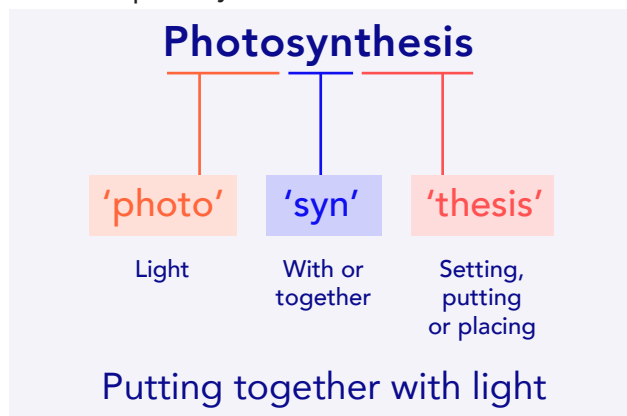 Photosynthesis
‘photo’ ‘syn’ ‘thesis’
Light
With or
together
Setting,
putting
or placing
Putting together with light